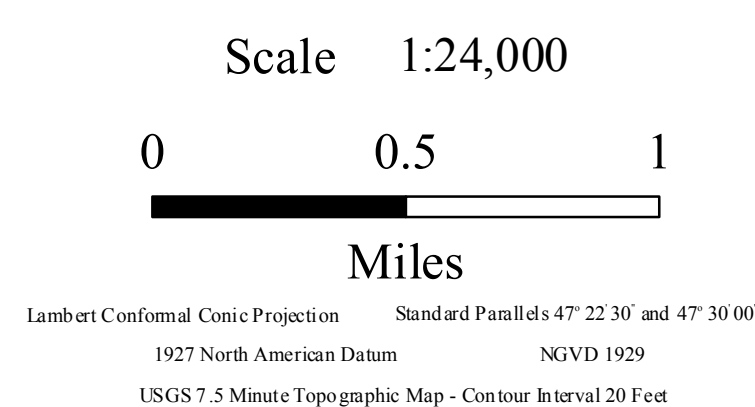 Scale 1:24,000
0 0.5 1
Miles
Lambert Conformal Conic Projection Standard Parallels 47° 22' 30" and 47° 30' 00"
1927 North American Datum NGVD 1929
USGS 7.5 Minute Topographic Map - Contour Interval 20 Feet